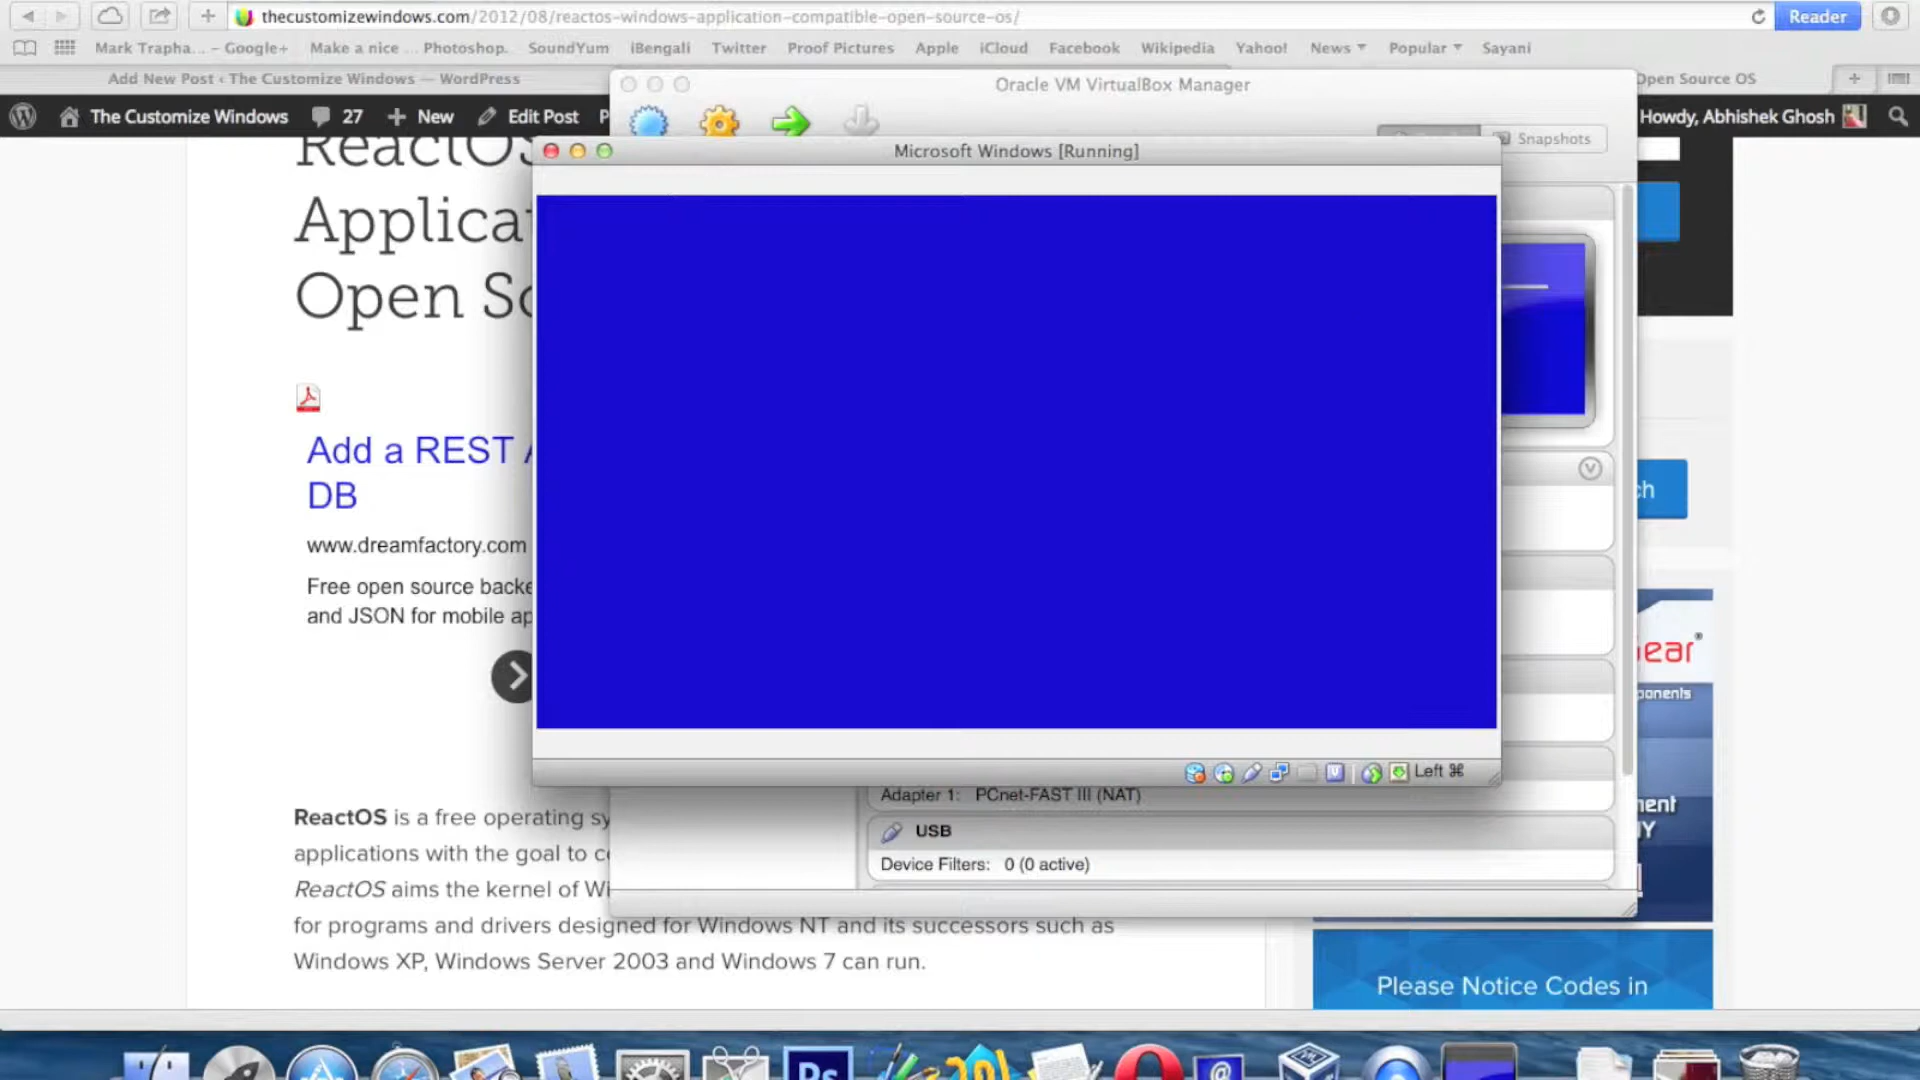 thecustomizewindows.com/2012/08/reactos-windows-application-compatible-open-source-os/
Reader
Mark Trapha... – Google+
Make a nice ... Photoshop.
SoundYum
iBengali
Twitter
Proof Pictures
Apple
iCloud
Facebook
Wikipedia
Yahoo!
News
Popular
Sayani
Add New Post ‹ The Customize Windows — WordPress
Open Source OS
Oracle VM VirtualBox Manager
The Customize Windows
27
New
Edit Post
Howdy, Abhishek Ghosh
Snapshots
Microsoft Windows [Running]
ReactOS
Applica
Open So
Add a REST A
DB
www.dreamfactory.com
Free open source backe
and JSON for mobile ap
ch
ear®
ponents
Left ⌘
Adapter 1: PCnet-FAST III (NAT)
USB
Device Filters: 0 (0 active)
ReactOS is a free operating sy
applications with the goal to co
ReactOS aims the kernel of Wi
for programs and drivers designed for Windows NT and its successors such as
Windows XP, Windows Server 2003 and Windows 7 can run.
Please Notice Codes in
Ps